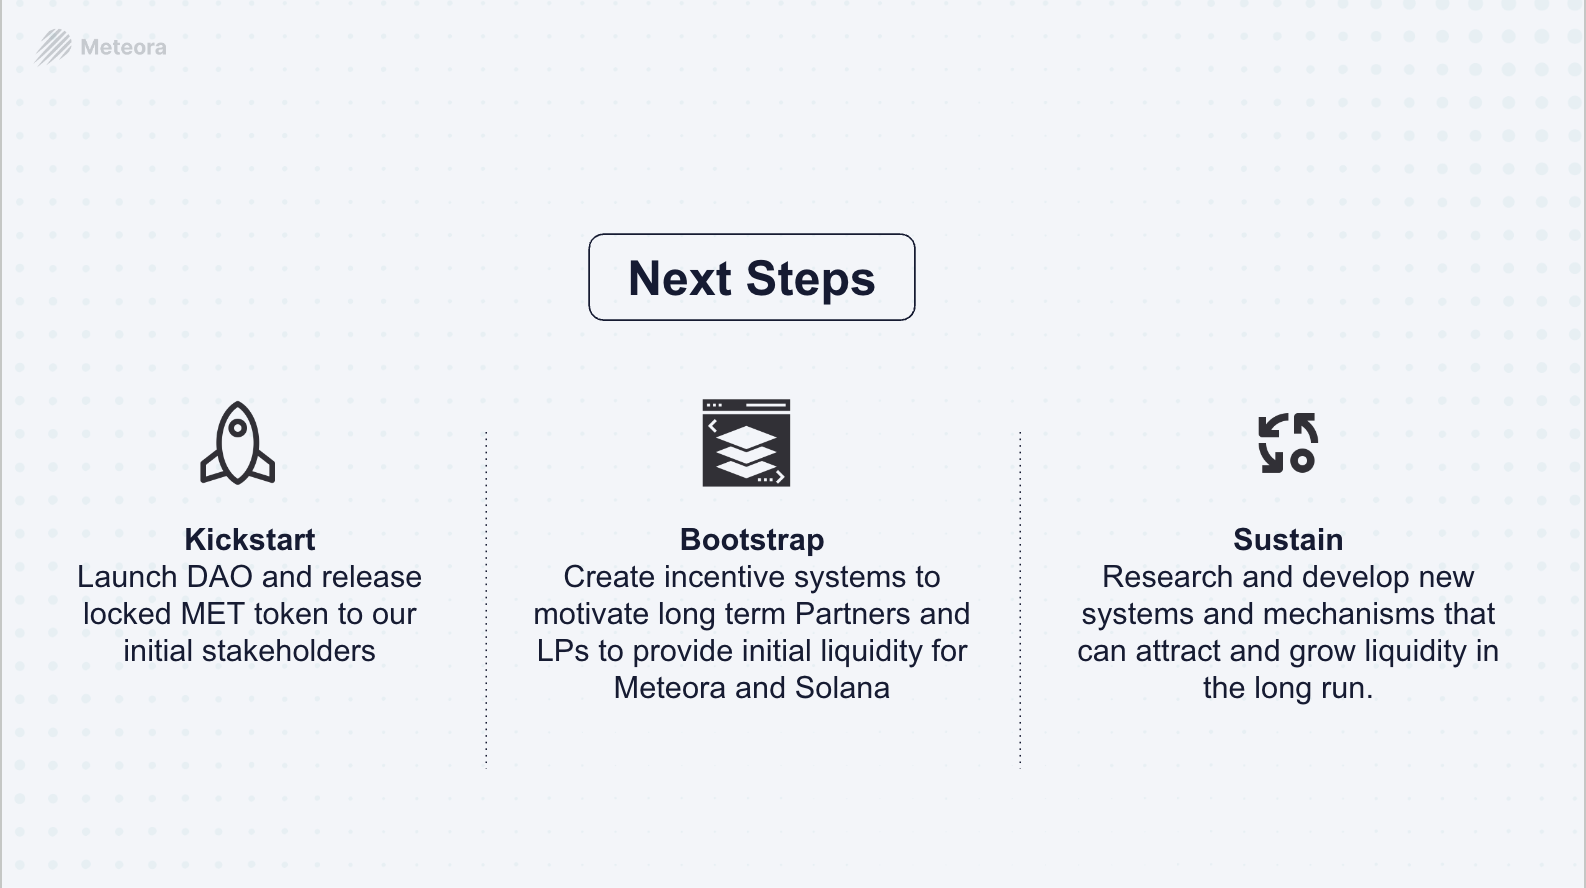 Meteora
Next Steps
Kickstart
Launch DAO and release
locked MET token to our
initial stakeholders
Bootstrap
Create incentive systems to
motivate long term Partners and
LPs to provide initial liquidity for
Meteora and Solana
Sustain
Research and develop new
systems and mechanisms that
can attract and grow liquidity in
the long run.